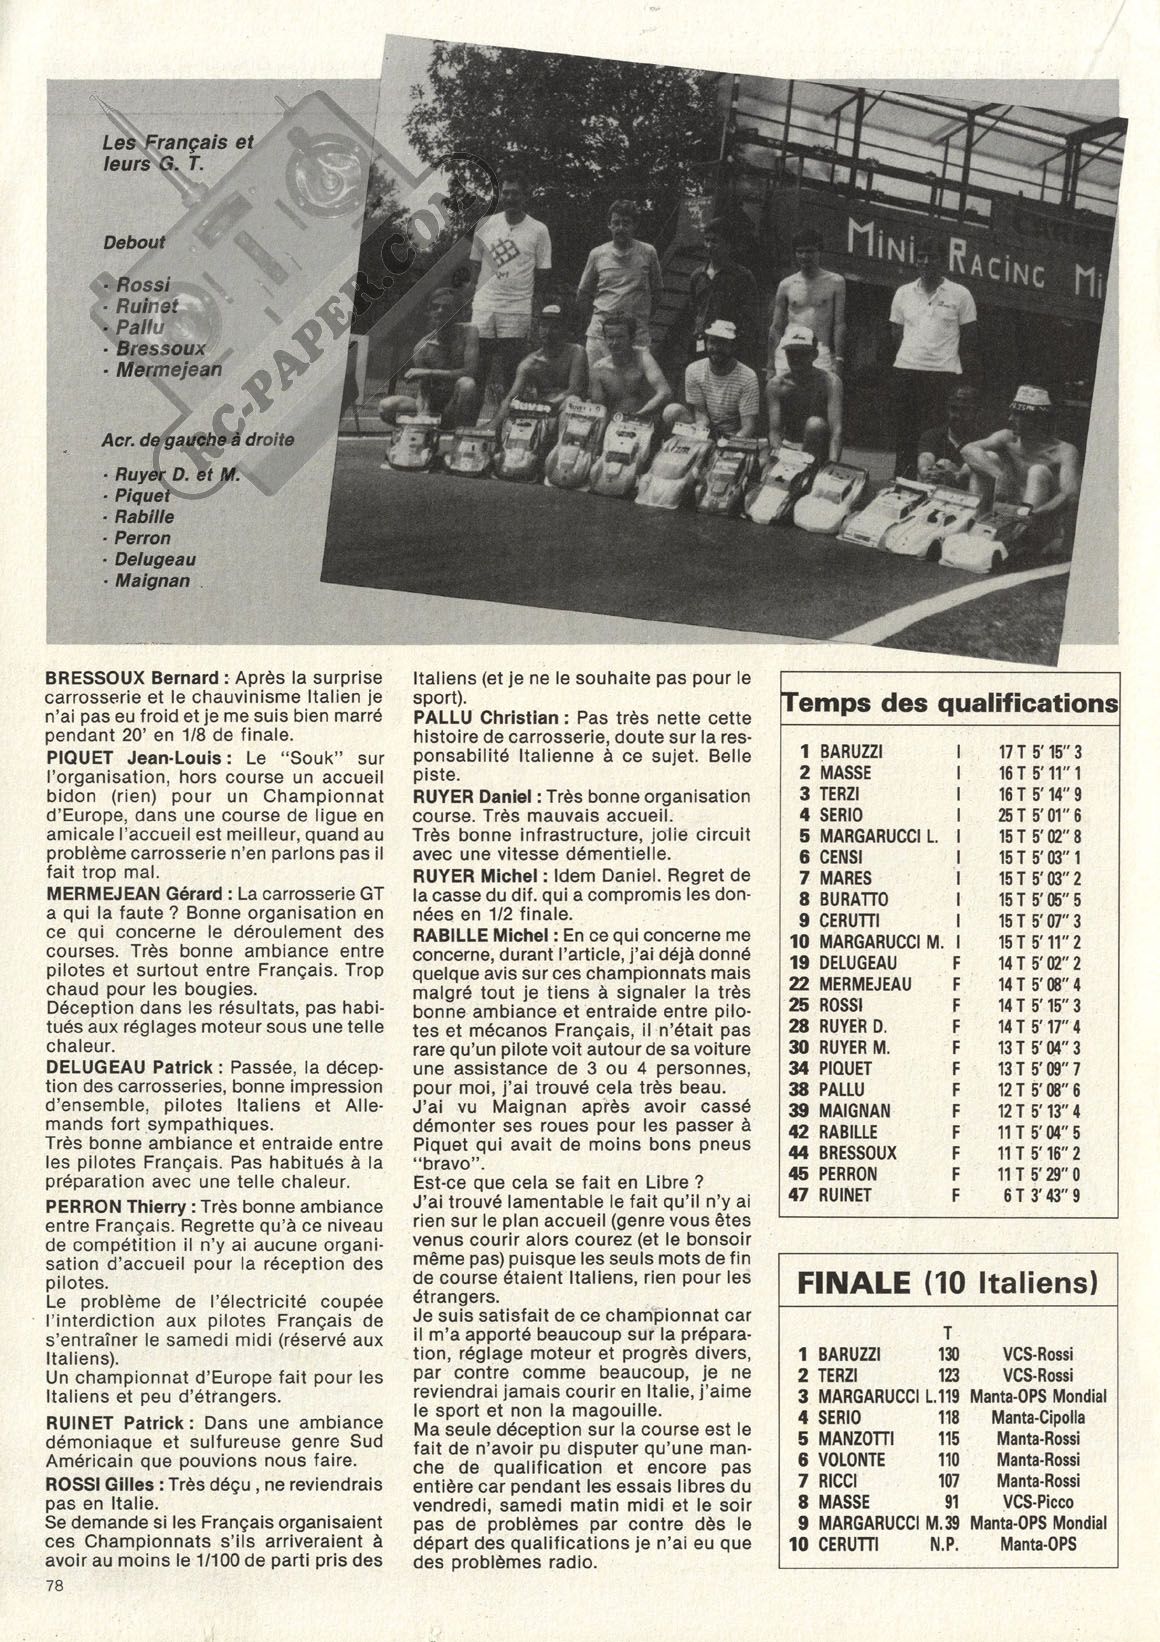 Les Français et
leurs G. T.
Debout
· Rossi
· Ruinet
· Pallu
· Bressoux
· Mermejean
Acr. de gauche à droite
· Ruyer D. et M.
· Piquet
· Rabille
· Perron
· Delugeau
· Maignan
RC-PAPER.COM
MINI RACING MI
BRESSOUX Bernard : Après la surprise
carrosserie et le chauvinisme Italien je
n'ai pas eu froid et je me suis bien marré
pendant 20' en 1/8 de finale.
PIQUET Jean-Louis : Le "Souk" sur
l'organisation, hors course un accueil
bidon (rien) pour un Championnat
d'Europe, dans une course de ligue en
amicale l'accueil est meilleur, quand au
problème carrosserie n'en parlons pas il
fait trop mal.
MERMEJEAN Gérard : La carrosserie GT
a qui la faute ? Bonne organisation en
ce qui concerne le déroulement des
courses. Très bonne ambiance entre
pilotes et surtout entre Français. Trop
chaud pour les bougies.
Déception dans les résultats, pas habi-
tués aux réglages moteur sous une telle
chaleur.
DELUGEAU Patrick : Passée, la décep-
tion des carrosseries, bonne impression
d'ensemble, pilotes Italiens et Alle-
mands fort sympathiques.
Très bonne ambiance et entraide entre
les pilotes Français. Pas habitués à la
préparation avec une telle chaleur.
PERRON Thierry : Très bonne ambiance
entre Français. Regrette qu'à ce niveau
de compétition il n'y ai aucune organi-
sation d'accueil pour la réception des
pilotes.
Le problème de l'électricité coupée
l'interdiction aux pilotes Français de
s'entraîner le samedi midi (réservé aux
Italiens).
Un championnat d'Europe fait pour les
Italiens et peu d'étrangers.
RUINET Patrick : Dans une ambiance
démoniaque et sulfureuse genre Sud
Américain que pouvions nous faire.
ROSSI Gilles : Très déçu , ne reviendrais
pas en Italie.
Se demande si les Français organisaient
ces Championnats s'ils arriveraient à
avoir au moins le 1/100 de parti pris des
78
Italiens (et je ne le souhaite pas pour le
sport).
PALLU Christian : Pas très nette cette
histoire de carrosserie, doute sur la res-
ponsabilité Italienne à ce sujet. Belle
piste.
RUYER Daniel : Très bonne organisation
course. Très mauvais accueil.
Très bonne infrastructure, jolie circuit
avec une vitesse démentielle.
RUYER Michel : Idem Daniel. Regret de
la casse du dif. qui a compromis les don-
nées en 1/2 finale.
RABILLE Michel : En ce qui concerne me
concerne, durant l'article, j'ai déjà donné
quelque avis sur ces championnats mais
malgré tout je tiens à signaler la très
bonne ambiance et entraide entre pilo-
tes et mécanos Français, il n'était pas
rare qu'un pilote voit autour de sa voiture
une assistance de 3 ou 4 personnes,
pour moi, j'ai trouvé cela très beau.
J'ai vu Maignan après avoir cassé
démonter ses roues pour les passer à
Piquet qui avait de moins bons pneus
"bravo".
Est-ce que cela se fait en Libre ?
J'ai trouvé lamentable le fait qu'il n'y ai
rien sur le plan accueil (genre vous êtes
venus courir alors courez (et le bonsoir
même pas) puisque les seuls mots de fin
de course étaient Italiens, rien pour les
étrangers.
Je suis satisfait de ce championnat car
il m'a apporté beaucoup sur la prépara-
tion, réglage moteur et progrès divers,
par contre comme beaucoup, je ne
reviendrai jamais courir en Italie, j'aime
le sport et non la magouille.
Ma seule déception sur la course est le
fait de n'avoir pu disputer qu'une man-
che de qualification et encore pas
entière car pendant les essais libres du
vendredi, samedi matin midi et le soir
pas de problèmes par contre dès le
départ des qualifications je n'ai eu que
des problèmes radio.
Temps des qualifications
1 BARUZZI I 17 T 5' 15" 3
2 MASSE I 16 T 5' 11" 1
3 TERZI I 16 T 5' 14" 9
4 SERIO I 25 T 5' 01" 6
5 MARGARUCCI L. I 15 T 5' 02" 8
6 CENSI I 15 T 5' 03" 1
7 MARES I 15 T 5' 03" 2
8 BURATTO I 15 T 5' 05" 5
9 CERUTTI I 15 T 5' 07" 3
10 MARGARUCCI M. I 15 T 5' 11" 2
19 DELUGEAU F 14 T 5' 02" 2
22 MERMEJEAU F 14 T 5' 08" 4
25 ROSSI F 14 T 5' 15" 3
28 RUYER D. F 14 T 5' 17" 4
30 RUYER M. F 13 T 5' 04" 3
34 PIQUET F 13 T 5' 09" 7
38 PALLU F 12 T 5' 08" 6
39 MAIGNAN F 12 T 5' 13" 4
42 RABILLE F 11 T 5' 04" 5
44 BRESSOUX F 11 T 5' 16" 2
45 PERRON F 11 T 5' 29" 0
47 RUINET F 6 T 3' 43" 9
FINALE (10 Italiens)
T
1 BARUZZI 130 VCS-Rossi
2 TERZI 123 VCS-Rossi
3 MARGARUCCI L. 119 Manta-OPS Mondial
4 SERIO 118 Manta-Cipolla
5 MANZOTTI 115 Manta-Rossi
6 VOLONTE 110 Manta-Rossi
7 RICCI 107 Manta-Rossi
8 MASSE 91 VCS-Picco
9 MARGARUCCI M. 39 Manta-OPS Mondial
10 CERUTTI N.P. Manta-OPS